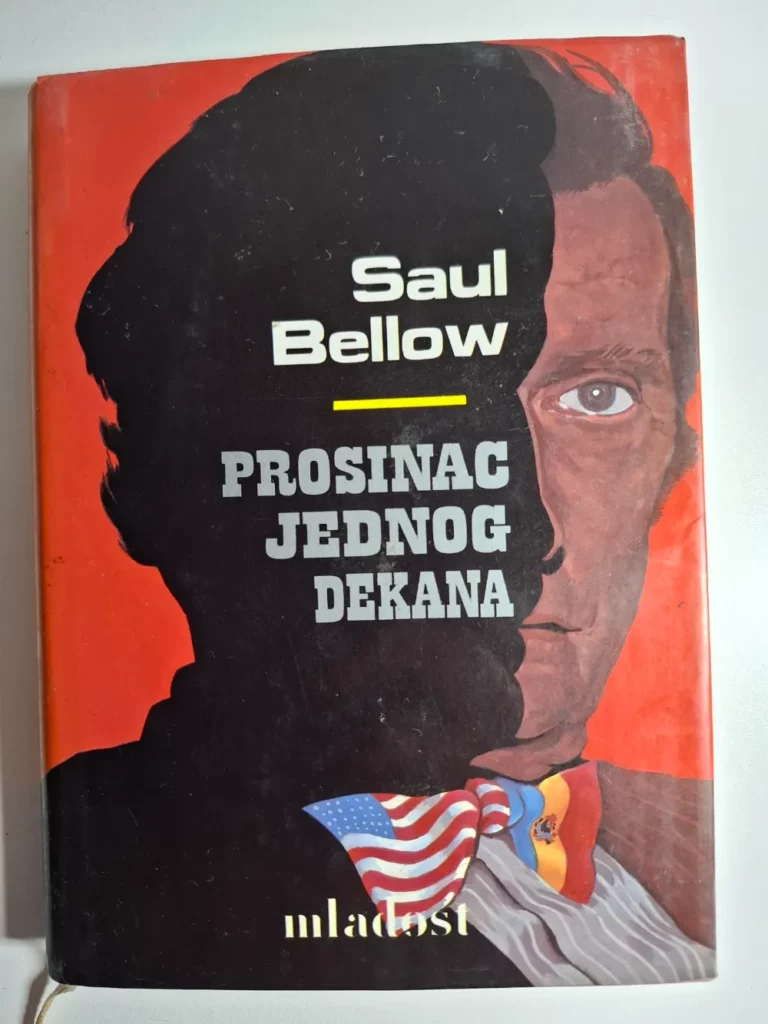 Saul
Bellow
PROSINAC
JEDNOG
DEKANA
mladost